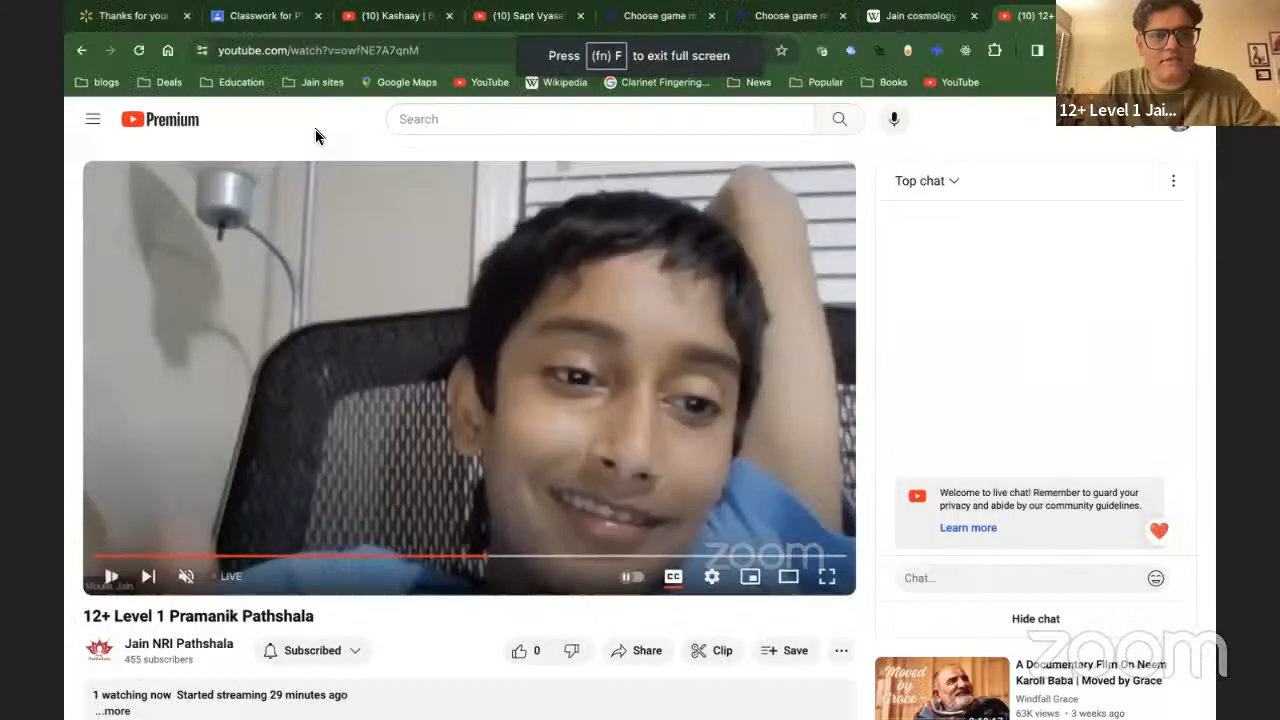 Thanks for your
Classwork for P
(10) Kashaay | B
(10) Sapt Vyasa
Choose game m
Choose game m
Jain cosmology
(10) 12+
youtube.com/watch?v=owfNE7A7qnM
Press (fn) F to exit full screen
blogs
Deals
Education
Jain sites
Google Maps
YouTube
Wikipedia
Clarinet Fingering...
News
Popular
Books
YouTube
12+ Level 1 Jai...
Premium
Search
Top chat
Welcome to live chat! Remember to guard your
privacy and abide by our community guidelines.
Learn more
zoom
LIVE
CC
Chat...
Hide chat
12+ Level 1 Pramanik Pathshala
Jain NRI Pathshala
455 subscribers
Subscribed
0
Share
Clip
Save
1 watching now Started streaming 29 minutes ago
...more
zoom
Moved
by
Grace
A Documentary Film On Neem
Karoli Baba | Moved by Grace
Windfall Grace
63K views • 3 weeks ago